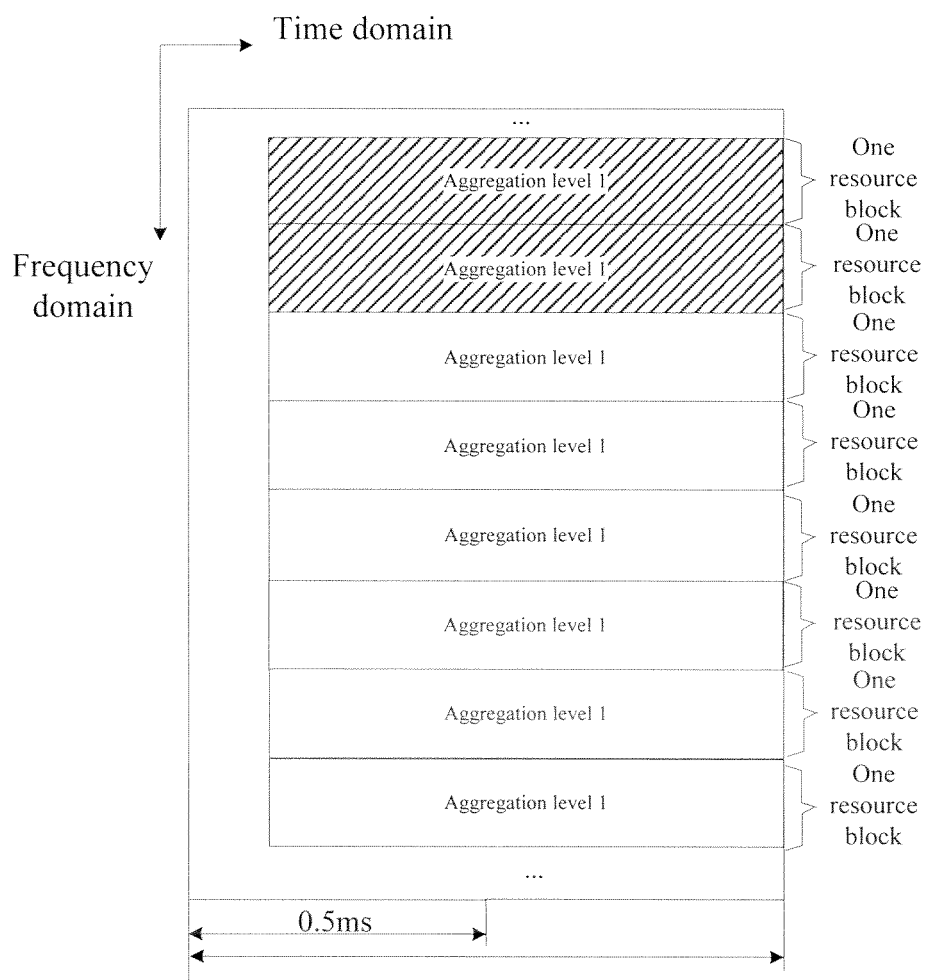 Time domain
Frequency
domain
...
Aggregation level 1
One
resource
block
Aggregation level 1
One
resource
block
Aggregation level 1
One
resource
block
Aggregation level 1
One
resource
block
Aggregation level 1
One
resource
block
Aggregation level 1
One
resource
block
Aggregation level 1
One
resource
block
Aggregation level 1
One
resource
block
...
0.5ms